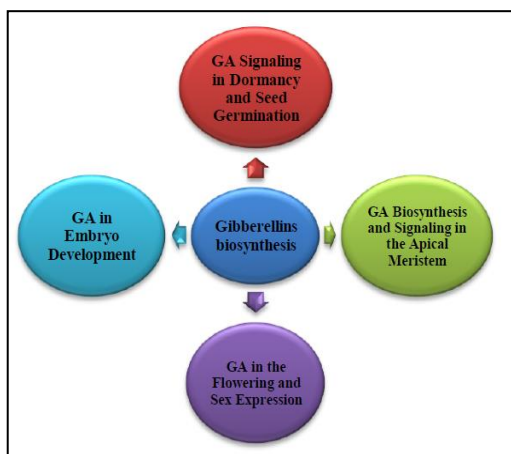 GA Signaling
in Dormancy
and Seed
Germination
GA in
Embryo
Development
Gibberellins
biosynthesis
GA Biosynthesis
and Signaling in
the Apical
Meristem
GA in the
Flowering and
Sex Expression